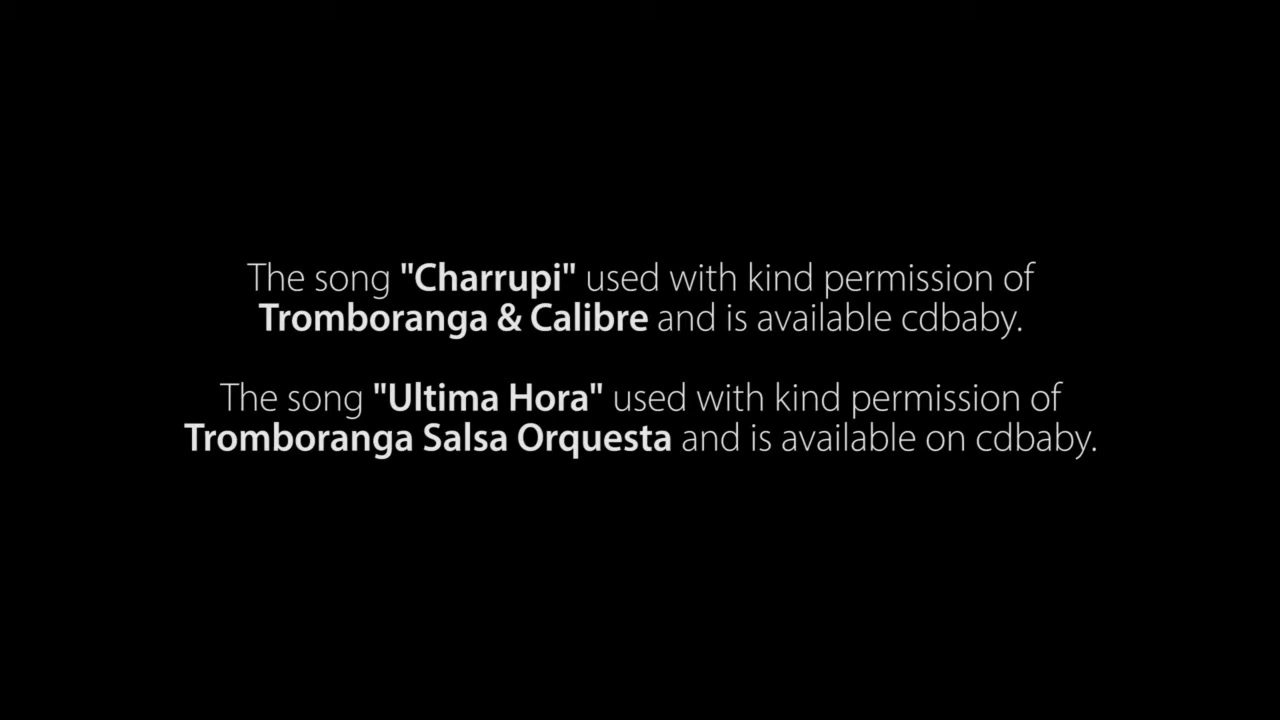 The song "Charrupi" used with kind permission of
Tromboranga & Calibre and is available cdbaby.
The song "Ultima Hora" used with kind permission of
Tromboranga Salsa Orquesta and is available on cdbaby.